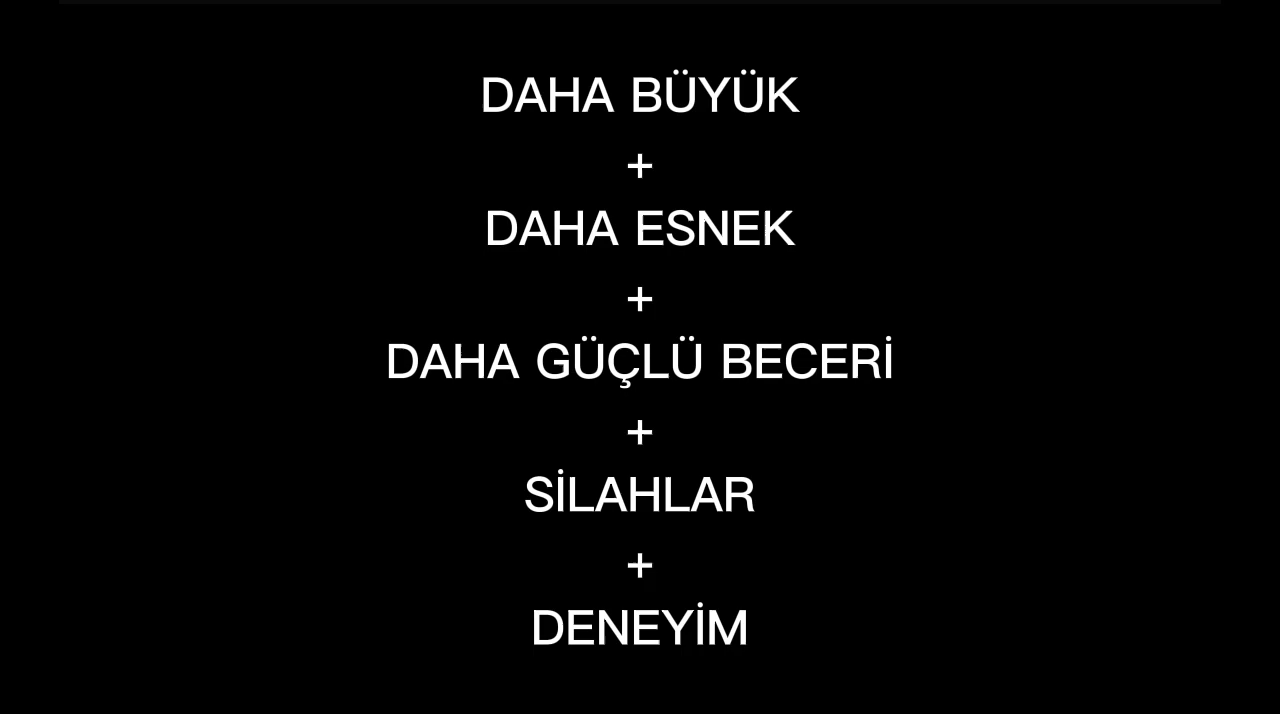 DAHA BÜYÜK
+
DAHA ESNEK
+
DAHA GÜÇLÜ BECERİ
+
SİLAHLAR
+
DENEYİM